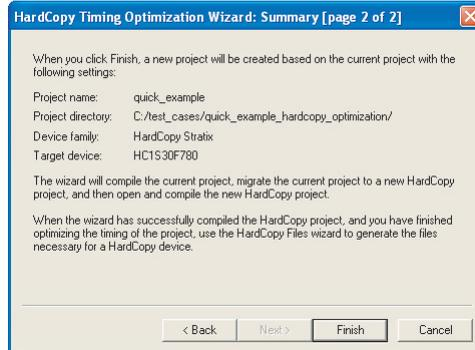 HardCopy Timing Optimization Wizard: Summary [page 2 of 2]
When you click Finish, a new project will be created based on the current project with the
following settings:
Project name: quick_example
Project directory: C:/test_cases/quick_example_hardcopy_optimization/
Device family: HardCopy Stratix
Target device: HC1S30F780
The wizard will compile the current project, migrate the current project to a new HardCopy
project, and then open and compile the new HardCopy project.
When the wizard has successfully compiled the HardCopy project, and you have finished
optimizing the timing of the project, use the HardCopy Files wizard to generate the files
necessary for a HardCopy device.
< Back Next > Finish Cancel